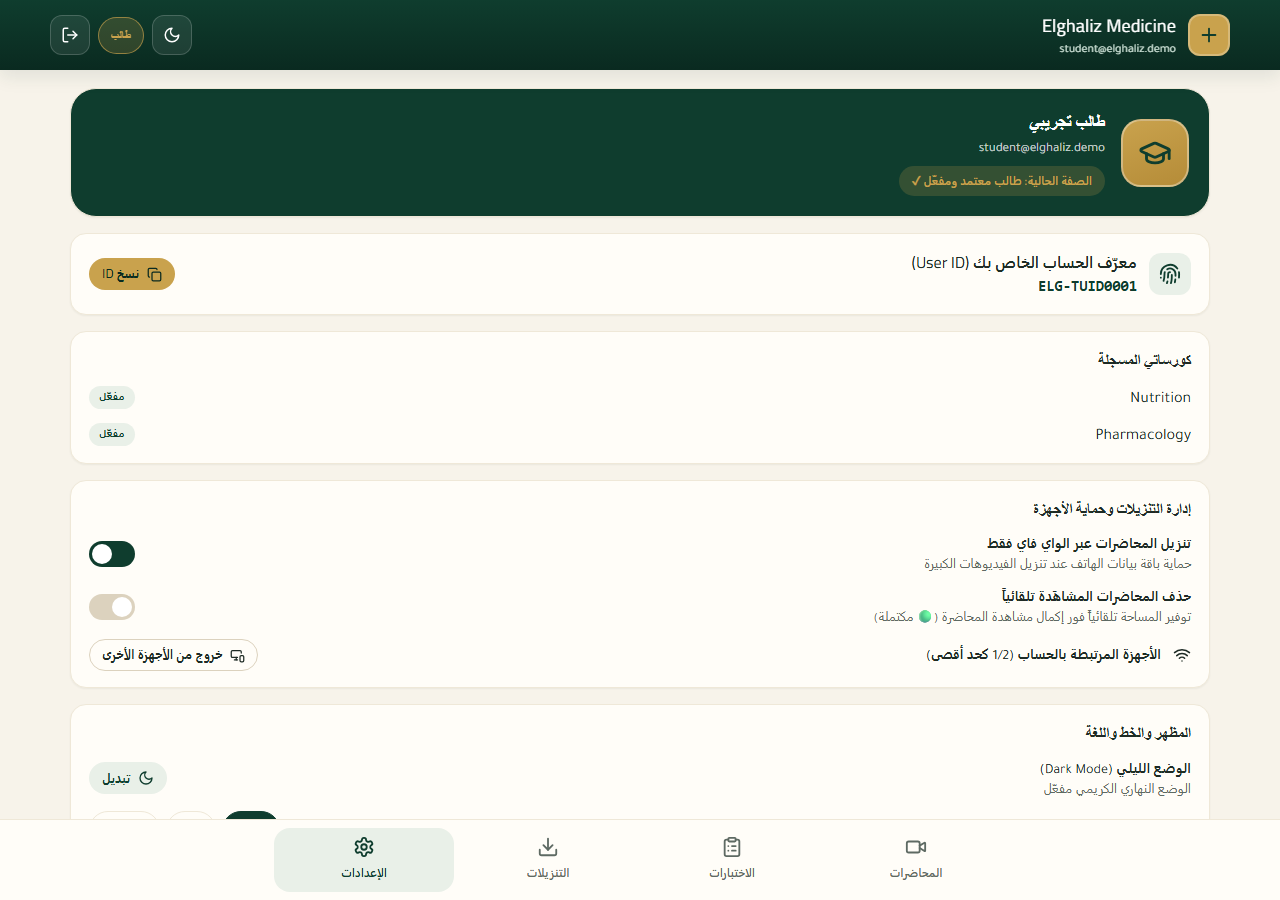 Elghaliz Medicine
student@elghaliz.demo
طالب
طالب تجريبي
student@elghaliz.demo
الصفة الحالية: طالب معتمد ومفعّل ✓
معرّف الحساب الخاص بك (User ID)
ELG-TUID0001
نسخ ID
كورساتي المسجلة
Nutrition
مفعّل
Pharmacology
مفعّل
إدارة التنزيلات وحماية الأجهزة
تنزيل المحاضرات عبر الواي فاي فقط
حماية باقة بيانات الهاتف عند تنزيل الفيديوهات الكبيرة
حذف المحاضرات المشاهَدة تلقائياً
توفير المساحة تلقائياً فور إكمال مشاهدة المحاضرة (🟢 مكتملة)
الأجهزة المرتبطة بالحساب (1/2 كحد أقصى)
خروج من الأجهزة الأخرى
المظهر والخط واللغة
الوضع الليلي (Dark Mode)
الوضع النهاري الكريمي مفعّل
تبديل
المحاضرات
الاختبارات
التنزيلات
الإعدادات